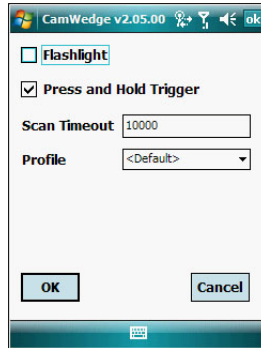 CamWedge v2.05.00 ok
Flashlight
Press and Hold Trigger
Scan Timeout 10000
Profile <Default>
OK Cancel